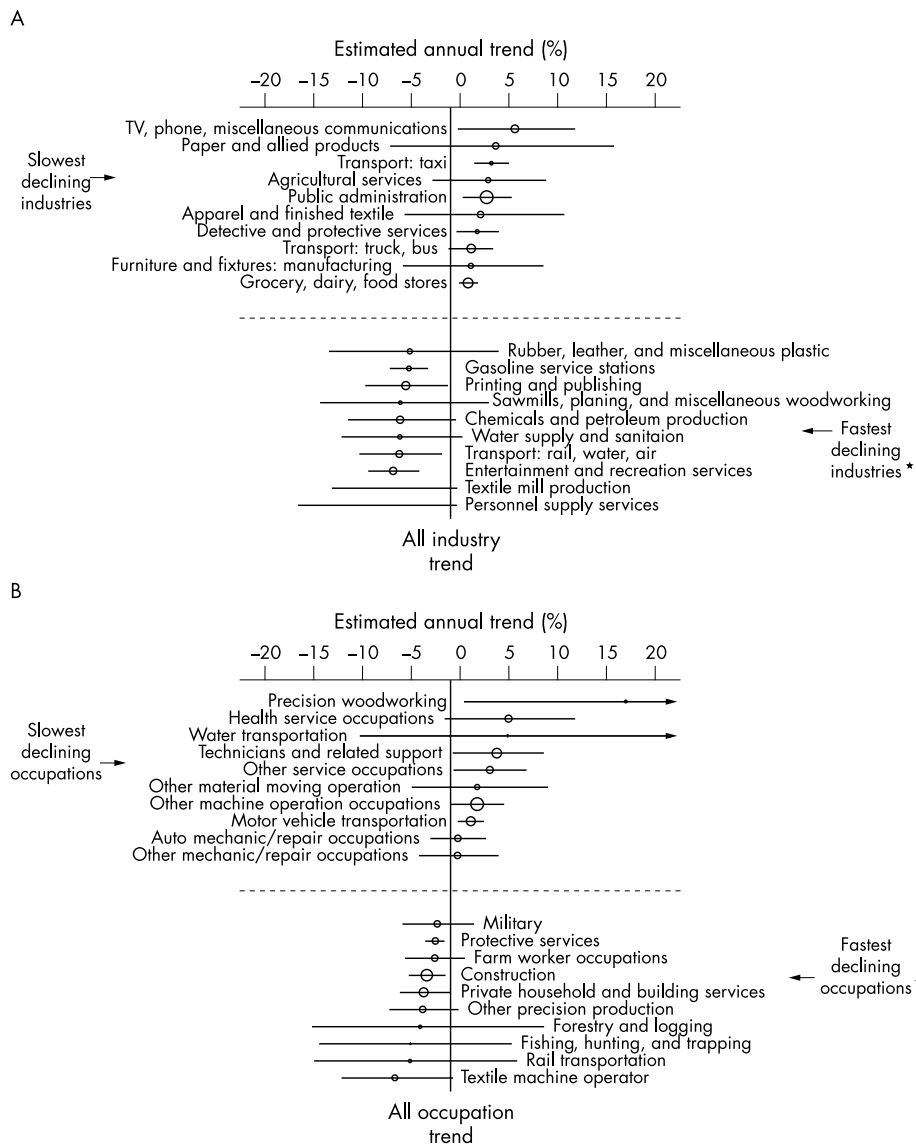 A
Estimated annual trend (%)
–20 –15 –10 –5 0 5 10 15 20
TV, phone, miscellaneous communications
Paper and allied products
Transport: taxi
Agricultural services
Public administration
Apparel and finished textile
Detective and protective services
Transport: truck, bus
Furniture and fixtures: manufacturing
Grocery, dairy, food stores
Slowest
declining
industries
Rubber, leather, and miscellaneous plastic
Gasoline service stations
Printing and publishing
Sawmills, planing, and miscellaneous woodworking
Chemicals and petroleum production
Water supply and sanitaion
Transport: rail, water, air
Entertainment and recreation services
Textile mill production
Personnel supply services
Fastest
declining
industries *
All industry
trend
B
Estimated annual trend (%)
–20 –15 –10 –5 0 5 10 15 20
Precision woodworking
Health service occupations
Water transportation
Technicians and related support
Other service occupations
Other material moving operation
Other machine operation occupations
Motor vehicle transportation
Auto mechanic/repair occupations
Other mechanic/repair occupations
Slowest
declining
occupations
Military
Protective services
Farm worker occupations
Construction
Private household and building services
Other precision production
Forestry and logging
Fishing, hunting, and trapping
Rail transportation
Textile machine operator
Fastest
declining
occupations
All occupation
trend